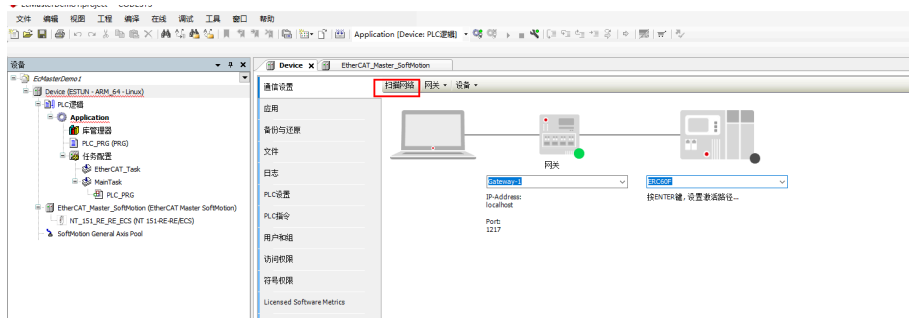 EcMasterDemo1.project - CODESYS
文件 编辑 视图 工程 编译 在线 调试 工具 窗口 帮助
Application [Device: PLC逻辑]
设备
EcMasterDemo1
Device (ESTUN - ARM_64 - Linux)
PLC逻辑
Application
库管理器
PLC_PRG (PRG)
任务配置
EtherCAT_Task
MainTask
PLC_PRG
EtherCAT_Master_SoftMotion (EtherCAT Master SoftMotion)
NT_151_RE_RE_ECS (NT 151-RE-RE/ECS)
SoftMotion General Axis Pool
Device
EtherCAT_Master_SoftMotion
通信设置
应用
备份与还原
文件
日志
PLC设置
PLC指令
用户和组
访问权限
符号权限
Licensed Software Metrics
扫描网络 网关 设备
网关
Gateway-1
IP-Address:
localhost
Port:
1217
ERC60F
按ENTER键, 设置激活路径...